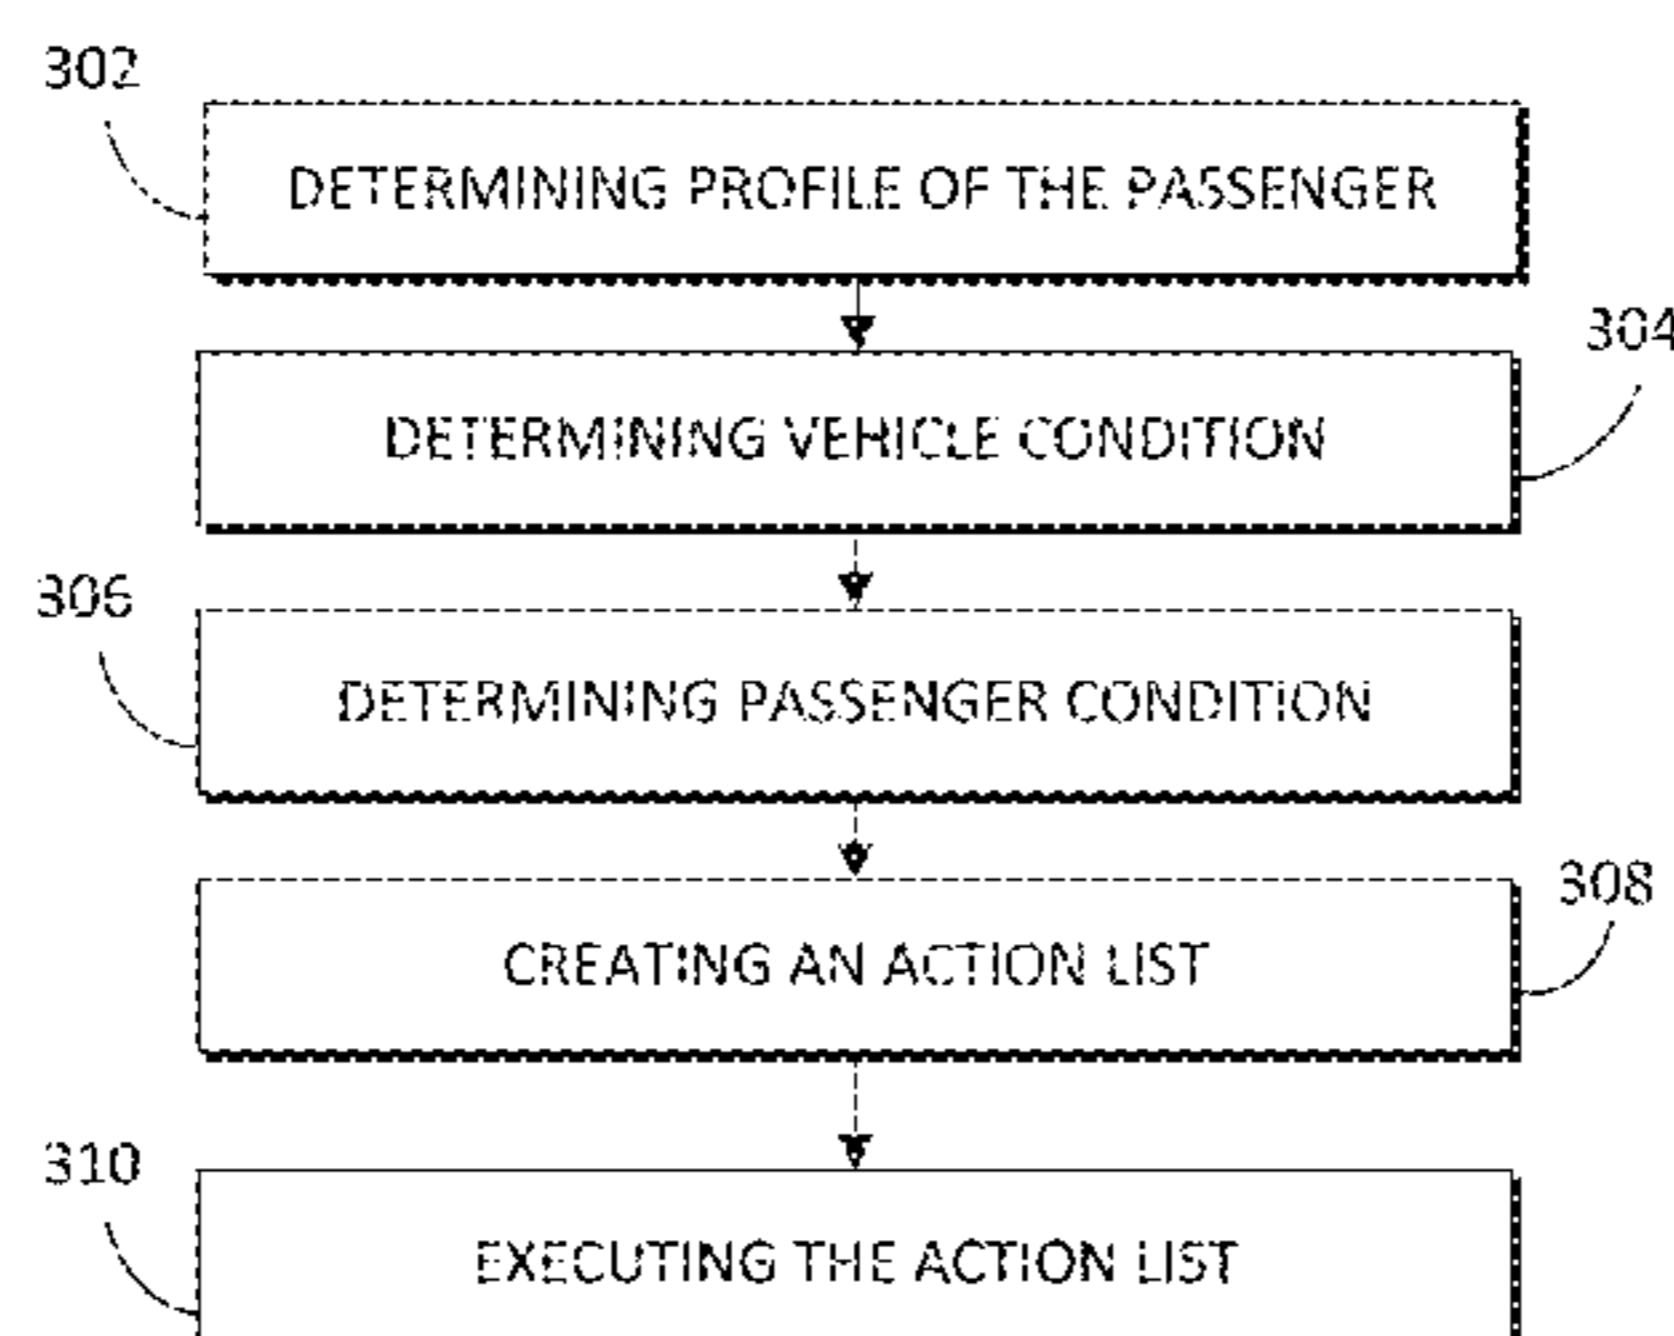 302
DETERMINING PROFILE OF THE PASSENGER
304
DETERMINING VEHICLE CONDITION
306
DETERMINING PASSENGER CONDITION
308
CREATING AN ACTION LIST
310
EXECUTING THE ACTION LIST